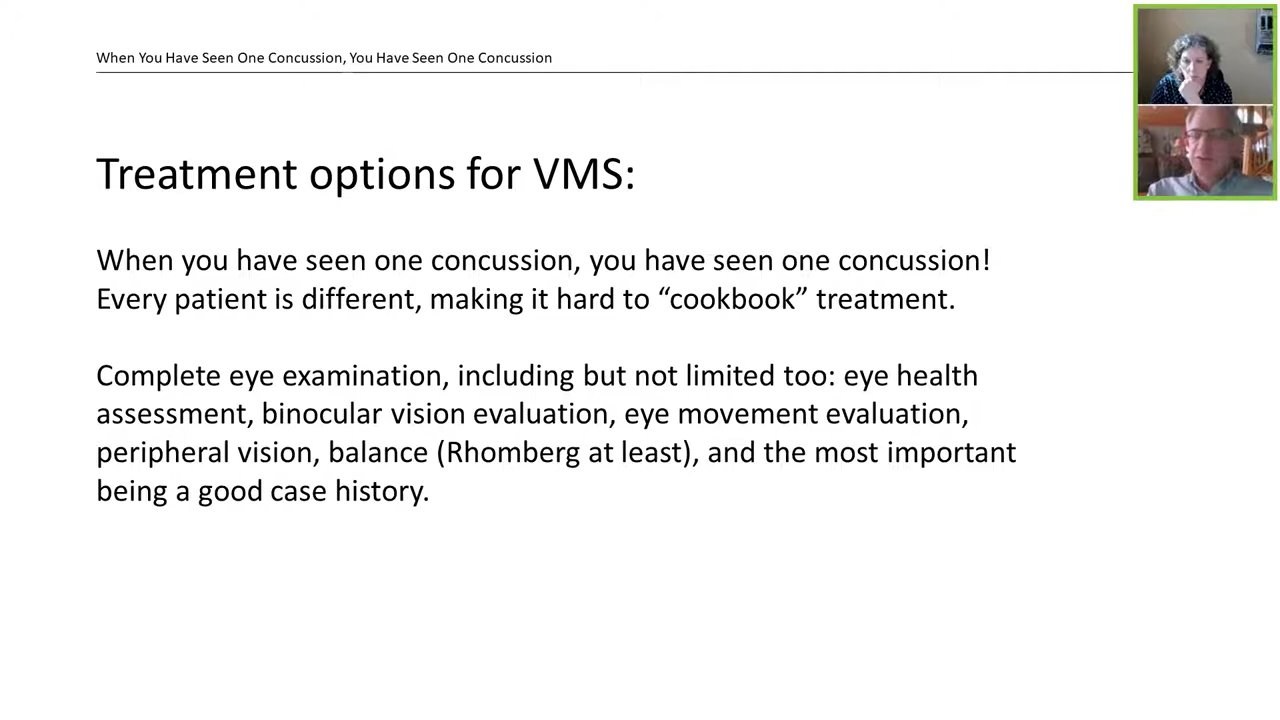 When You Have Seen One Concussion, You Have Seen One Concussion
Treatment options for VMS:
When you have seen one concussion, you have seen one concussion!
Every patient is different, making it hard to “cookbook” treatment.
Complete eye examination, including but not limited too: eye health
assessment, binocular vision evaluation, eye movement evaluation,
peripheral vision, balance (Rhomberg at least), and the most important
being a good case history.